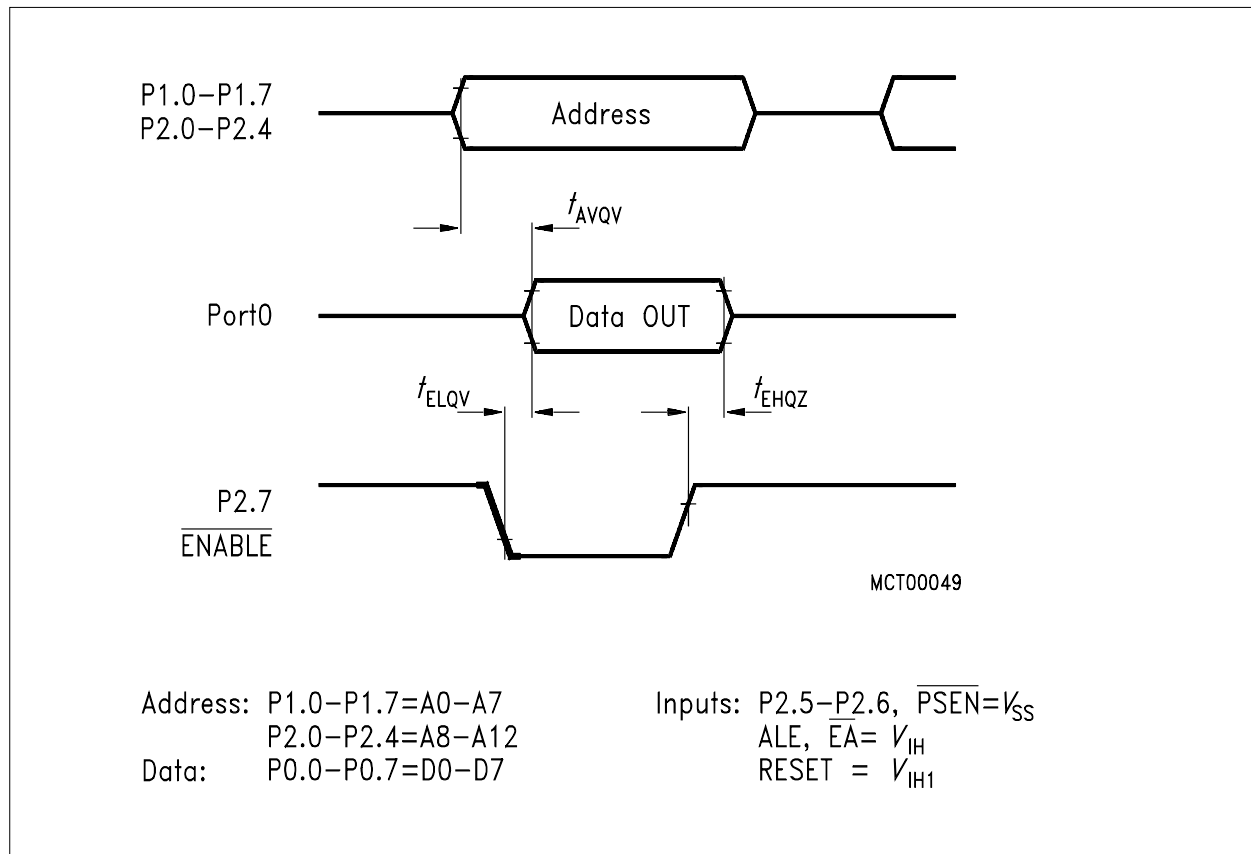 P1.0-P1.7
P2.0-P2.4
Address
tAVQV
Port0
Data OUT
tELQV
tEHQZ
P2.7
ENABLE
MCT00049
Address: P1.0-P1.7=A0-A7
P2.0-P2.4=A8-A12
Data: P0.0-P0.7=D0-D7
Inputs: P2.5-P2.6, PSEN=VSS
ALE, EA= VIH
RESET = VIH1